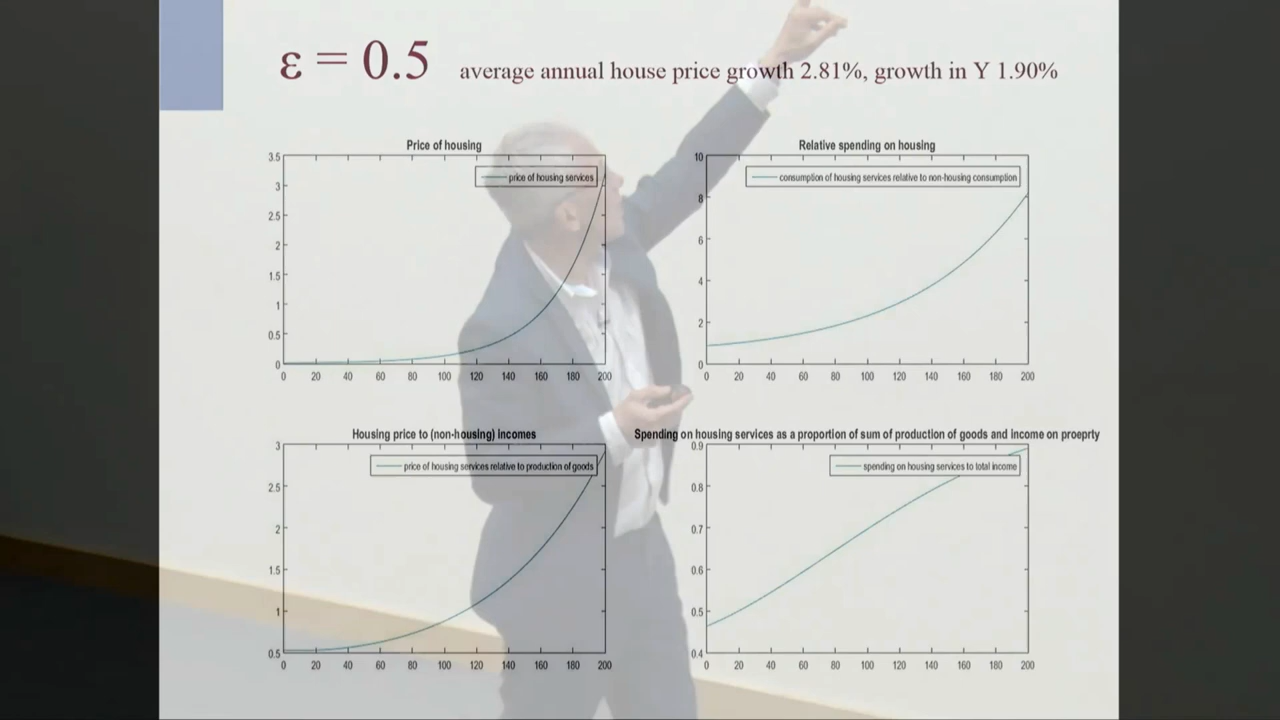 ε = 0.5 average annual house price growth 2.81%, growth in Y 1.90%
Price of housing
price of housing services
3.5
3
2.5
2
1.5
1
0.5
0
0 20 40 60 80 100 120 140 160 180 200
Relative spending on housing
consumption of housing services relative to non-housing consumption
10
8
6
4
2
0
0 20 40 60 80 100 120 140 160 180 200
Housing price to (non-housing) incomes
price of housing services relative to production of goods
3
2.5
2
1.5
1
0.5
0 20 40 60 80 100 120 140 160 180 200
Spending on housing services as a proportion of sum of production of goods and income on proeprty
spending on housing services to total income
0.9
0.8
0.7
0.6
0.5
0.4
0 20 40 60 80 100 120 140 160 180 200